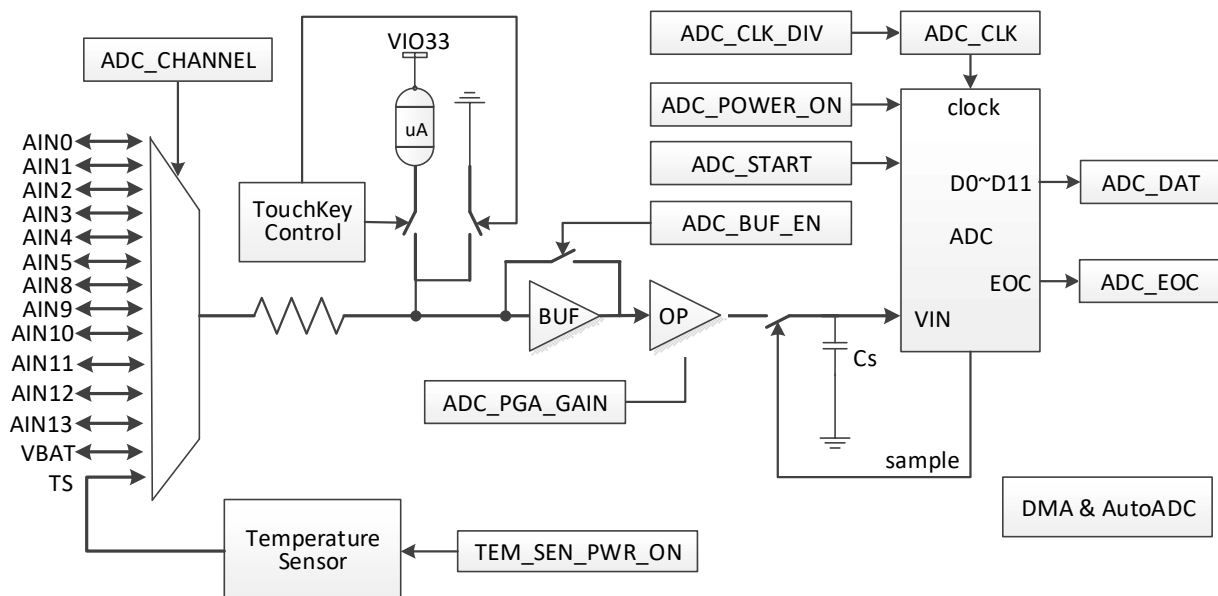 ADC_CHANNEL
VIO33
uA
TouchKey
Control
ADC_CLK_DIV
ADC_CLK
ADC_POWER_ON
ADC_START
ADC_BUF_EN
clock
D0~D11
ADC
EOC
VIN
ADC_DAT
ADC_EOC
AIN0
AIN1
AIN2
AIN3
AIN4
AIN5
AIN8
AIN9
AIN10
AIN11
AIN12
AIN13
VBAT
TS
BUF
OP
Cs
ADC_PGA_GAIN
sample
Temperature
Sensor
TEM_SEN_PWR_ON
DMA & AutoADC